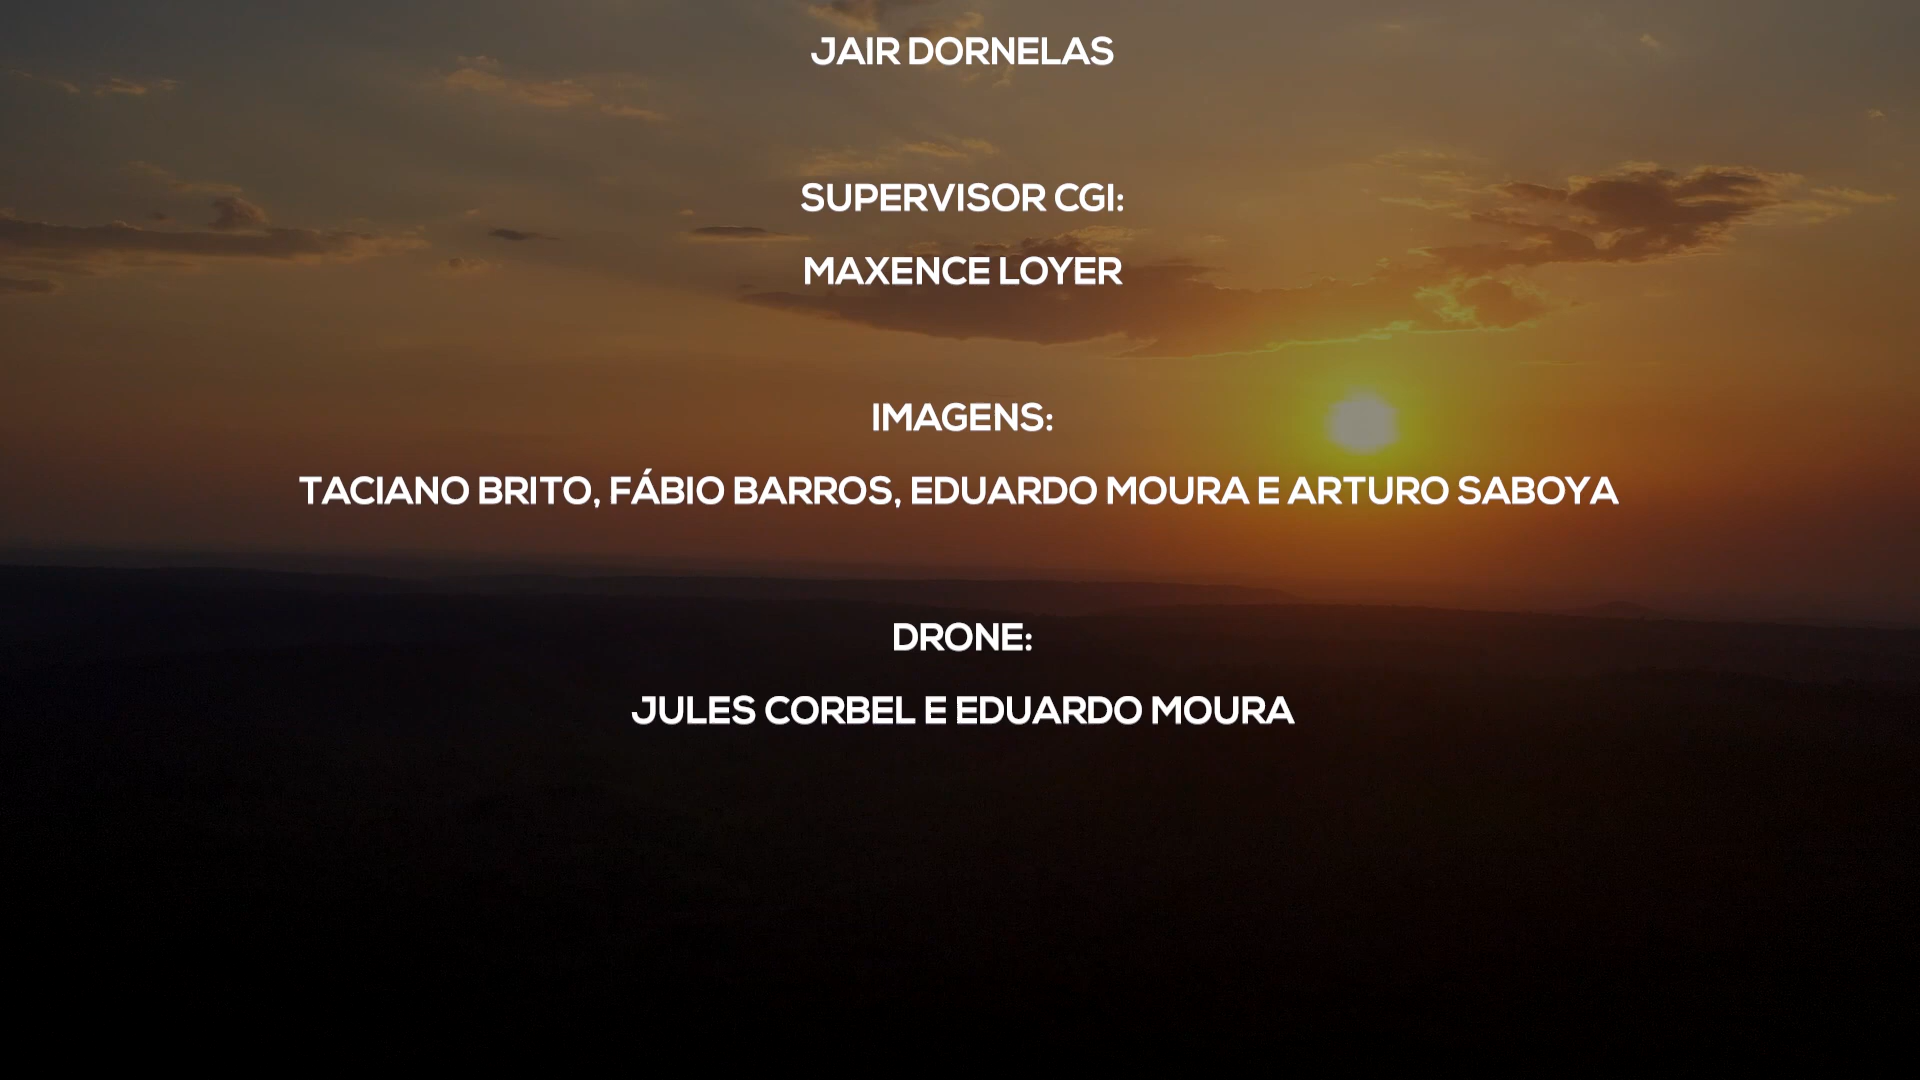 JAIR DORNELAS
SUPERVISOR CGI:
MAXENCE LOYER
IMAGENS:
TACIANO BRITO, FÁBIO BARROS, EDUARDO MOURA E ARTURO SABOYA
DRONE:
JULES CORBEL E EDUARDO MOURA